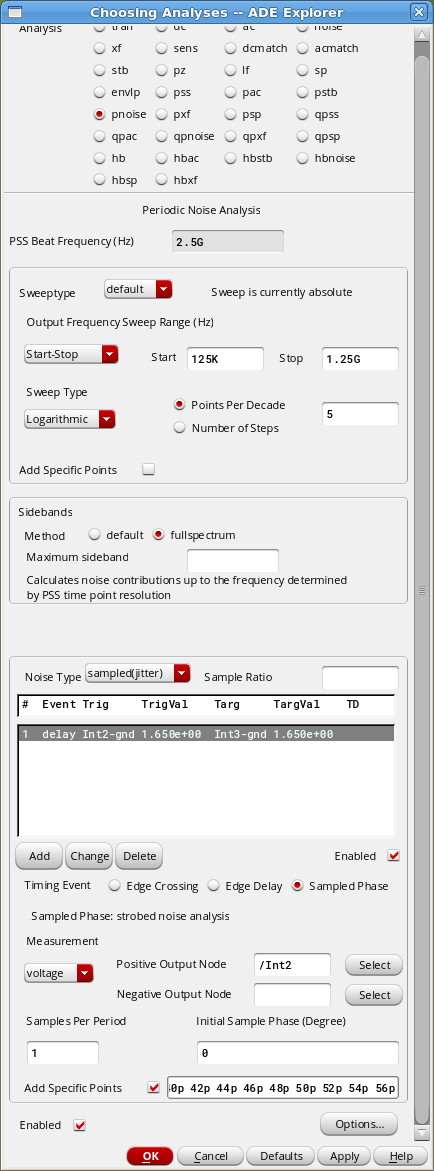 Choosing Analyses -- ADE Explorer
Analysis tran dc ac noise
xf sens dcmatch acmatch
stb pz lf sp
envlp pss pac pstb
pnoise pxf psp qpss
qpac qpnoise qpxf qpsp
hb hbac hbstb hbnoise
hbsp hbxf
Periodic Noise Analysis
PSS Beat Frequency (Hz) 2.5G
Sweeptype default Sweep is currently absolute
Output Frequency Sweep Range (Hz)
Start-Stop Start 125K Stop 1.25G
Sweep Type
Logarithmic Points Per Decade 5
Number of Steps
Add Specific Points
Sidebands
Method default fullspectrum
Maximum sideband
Calculates noise contributions up to the frequency determined
by PSS time point resolution
Noise Type sampled(jitter) Sample Ratio
# Event Trig TrigVal Targ TargVal TD
1 delay Int2-gnd 1.650e+00 Int3-gnd 1.650e+00
Add Change Delete Enabled
Timing Event Edge Crossing Edge Delay Sampled Phase
Sampled Phase: strobed noise analysis
Measurement
voltage Positive Output Node /Int2 Select
Negative Output Node Select
Samples Per Period Initial Sample Phase (Degree)
1 0
Add Specific Points 42p 44p 46p 48p 50p 52p 54p 56p
Enabled Options...
OK Cancel Defaults Apply Help